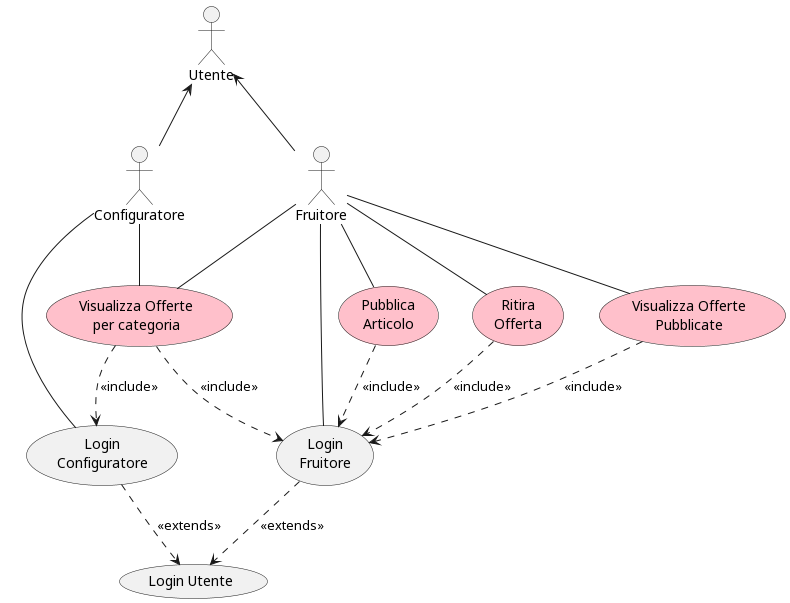 Utente
Configuratore
Fruitore
Visualizza Offerte
per categoria
Pubblica
Articolo
Ritira
Offerta
Visualizza Offerte
Pubblicate
«include»
«include»
«include»
«include»
«include»
Login
Configuratore
Login
Fruitore
«extends»
«extends»
Login Utente